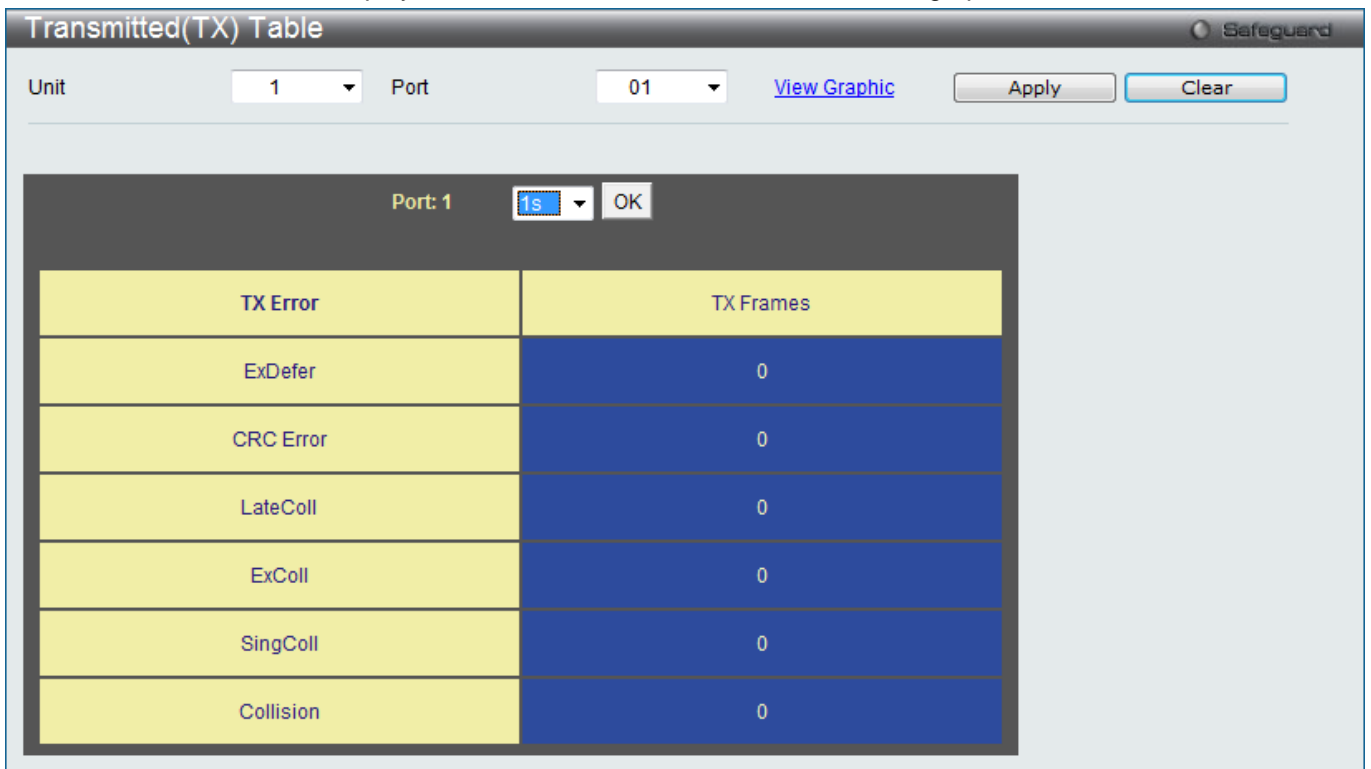 Transmitted(TX) Table Safeguard
Unit 1 Port 01 View Graphic Apply Clear
Port: 1 1s OK
TX Error TX Frames
ExDefer 0
CRC Error 0
LateColl 0
ExColl 0
SingColl 0
Collision 0